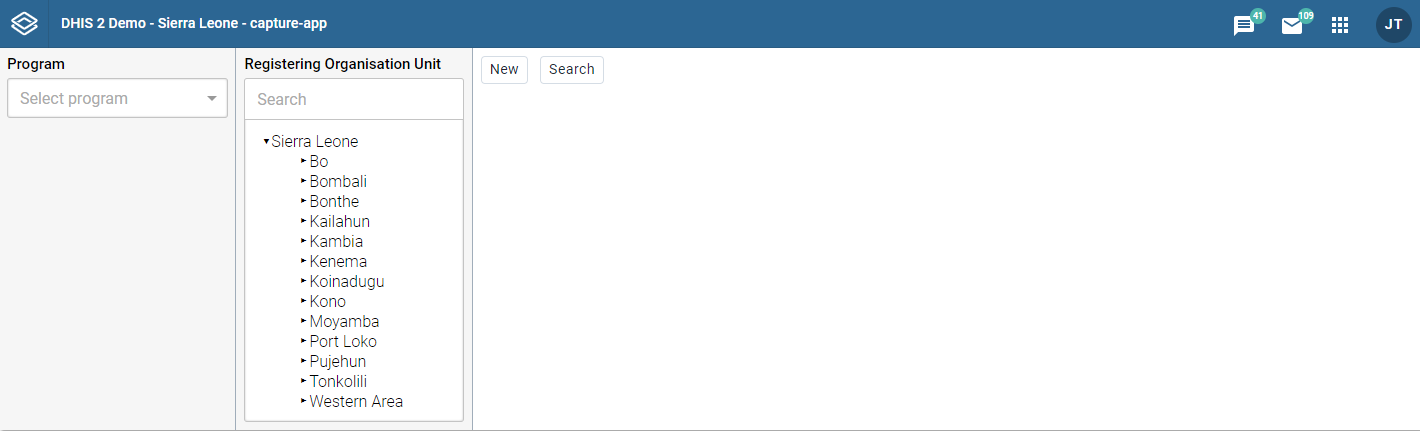 DHIS 2 Demo - Sierra Leone - capture-app
41
109
JT
Program
Select program
Registering Organisation Unit
Search
Sierra Leone
Bo
Bombali
Bonthe
Kailahun
Kambia
Kenema
Koinadugu
Kono
Moyamba
Port Loko
Pujehun
Tonkolili
Western Area
New
Search